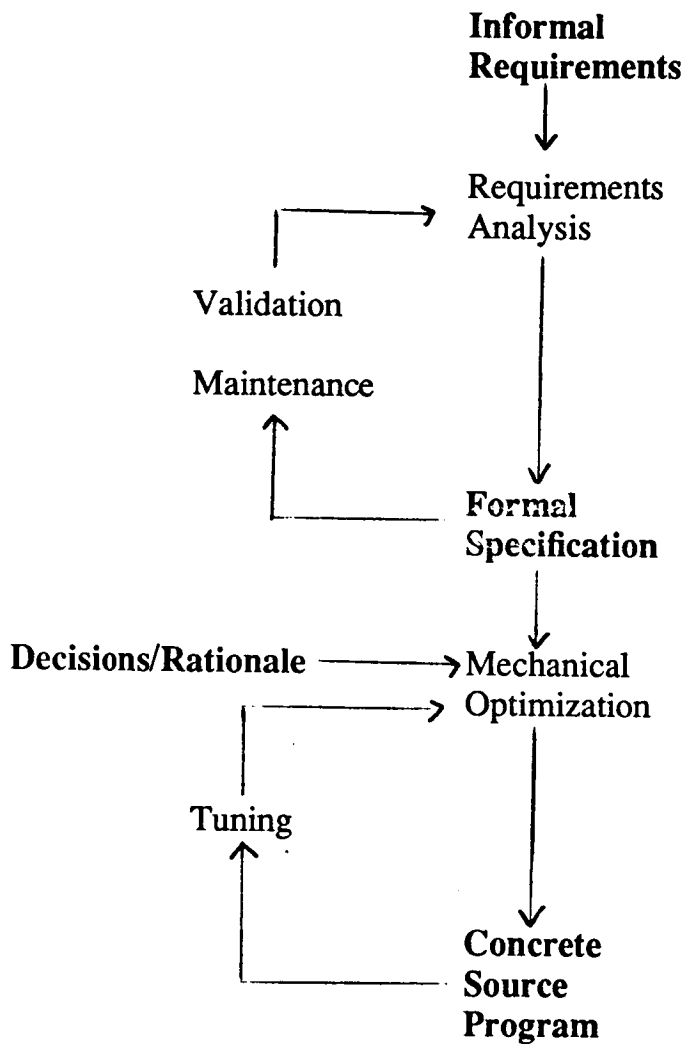 Informal
Requirements
Requirements
Analysis
Validation
Maintenance
Formal
Specification
Decisions/Rationale
Mechanical
Optimization
Tuning
Concrete
Source
Program